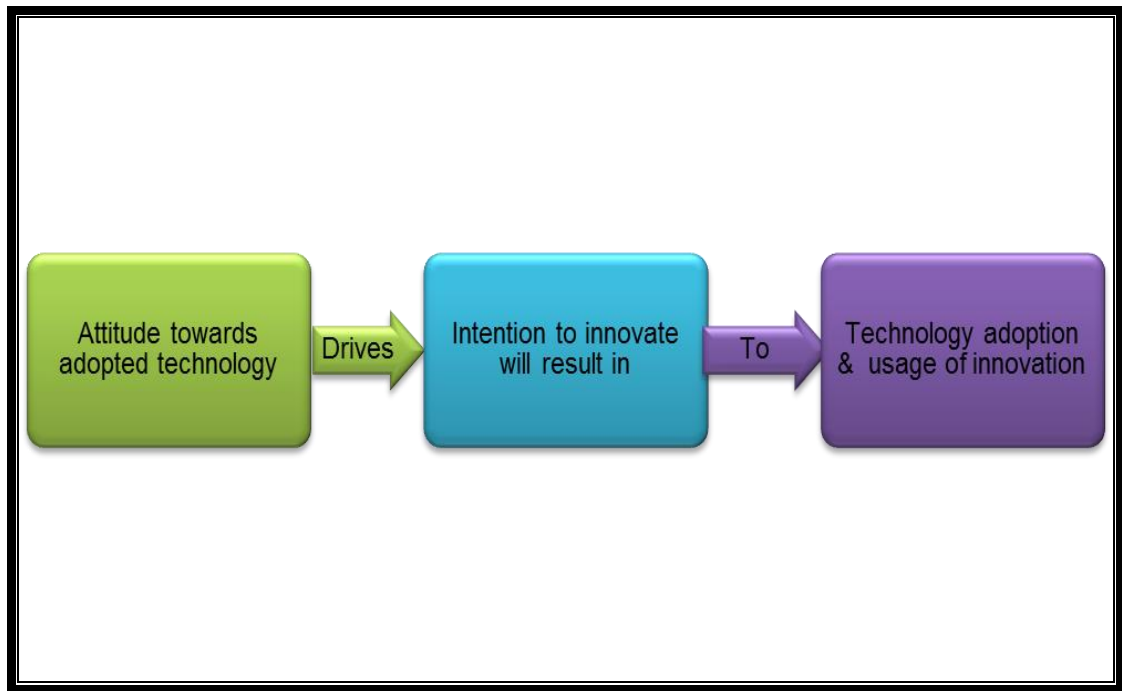 Attitude towards
adopted technology
Drives
Intention to innovate
will result in
To
Technology adoption
& usage of innovation